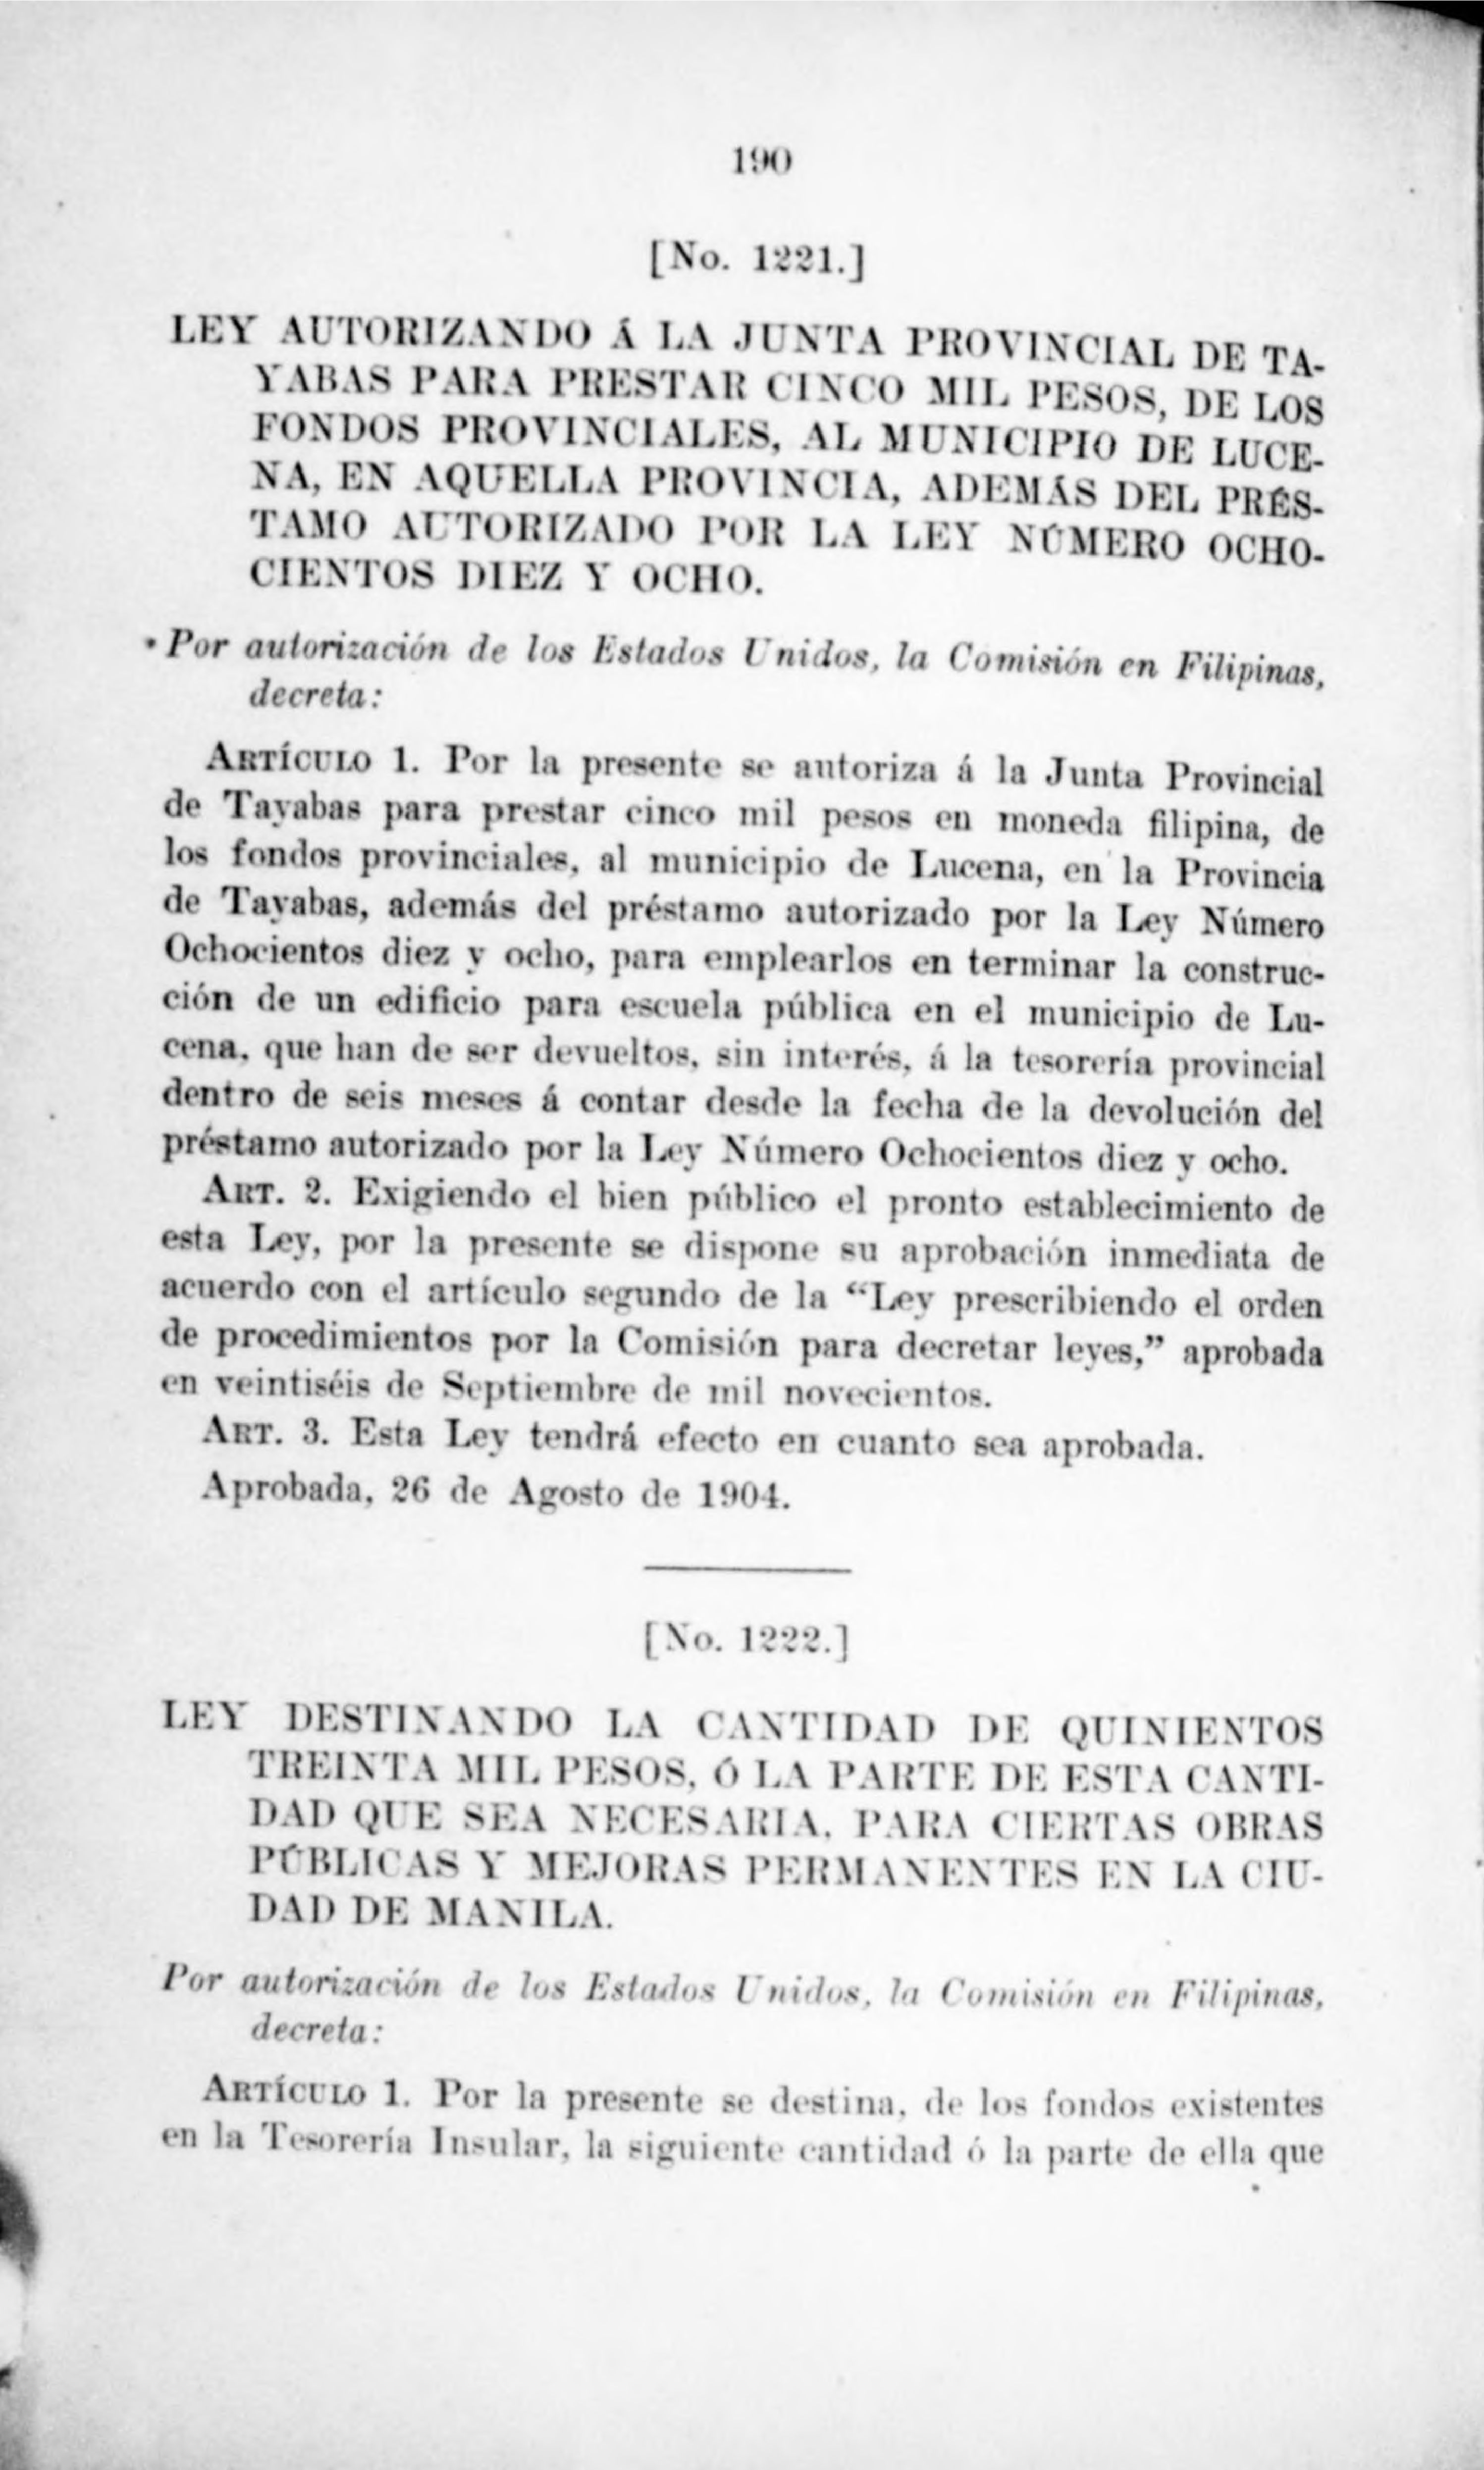 190
[No. 1221.]
LEY AUTORIZANDO Á LA JUNTA PROVINCIAL DE TA-
YABAS PARA PRESTAR CINCO MIL PESOS, DE LOS
FONDOS PROVINCIALES, AL MUNICIPIO DE LUCE-
NA, EN AQUELLA PROVINCIA, ADEMÁS DEL PRÉS-
TAMO AUTORIZADO POR LA LEY NÚMERO OCHO-
CIENTOS DIEZ Y OCHO.
Por autorización de los Estados Unidos, la Comisión en Filipinas,
decreta:
ARTÍCULO 1. Por la presente se autoriza á la Junta Provincial
de Tayabas para prestar cinco mil pesos en moneda filipina, de
los fondos provinciales, al municipio de Lucena, en la Provincia
de Tayabas, además del préstamo autorizado por la Ley Número
Ochocientos diez y ocho, para emplearlos en terminar la construc-
ción de un edificio para escuela pública en el municipio de Lu-
cena, que han de ser devueltos, sin interés, á la tesorería provincial
dentro de seis meses á contar desde la fecha de la devolución del
préstamo autorizado por la Ley Número Ochocientos diez y ocho.
ART. 2. Exigiendo el bien público el pronto establecimiento de
esta Ley, por la presente se dispone su aprobación inmediata de
acuerdo con el artículo segundo de la “Ley prescribiendo el orden
de procedimientos por la Comisión para decretar leyes,” aprobada
en veintiséis de Septiembre de mil novecientos.
ART. 3. Esta Ley tendrá efecto en cuanto sea aprobada.
Aprobada, 26 de Agosto de 1904.
[No. 1222.]
LEY DESTINANDO LA CANTIDAD DE QUINIENTOS
TREINTA MIL PESOS, Ó LA PARTE DE ESTA CANTI-
DAD QUE SEA NECESARIA, PARA CIERTAS OBRAS
PÚBLICAS Y MEJORAS PERMANENTES EN LA CIU-
DAD DE MANILA.
Por autorización de los Estados Unidos, la Comisión en Filipinas,
decreta:
ARTÍCULO 1. Por la presente se destina, de los fondos existentes
en la Tesorería Insular, la siguiente cantidad ó la parte de ella que